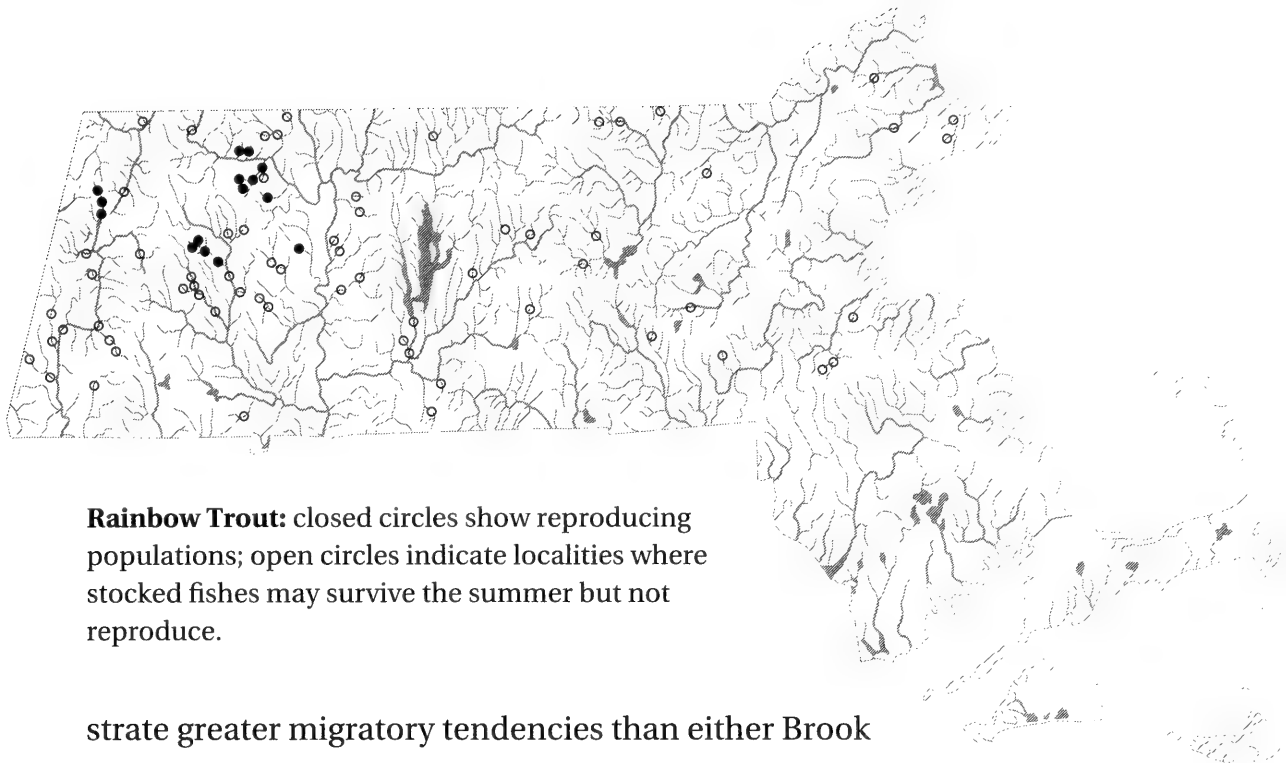 Rainbow Trout: closed circles show reproducing
populations; open circles indicate localities where
stocked fishes may survive the summer but not
reproduce.
strate greater migratory tendencies than either Brook